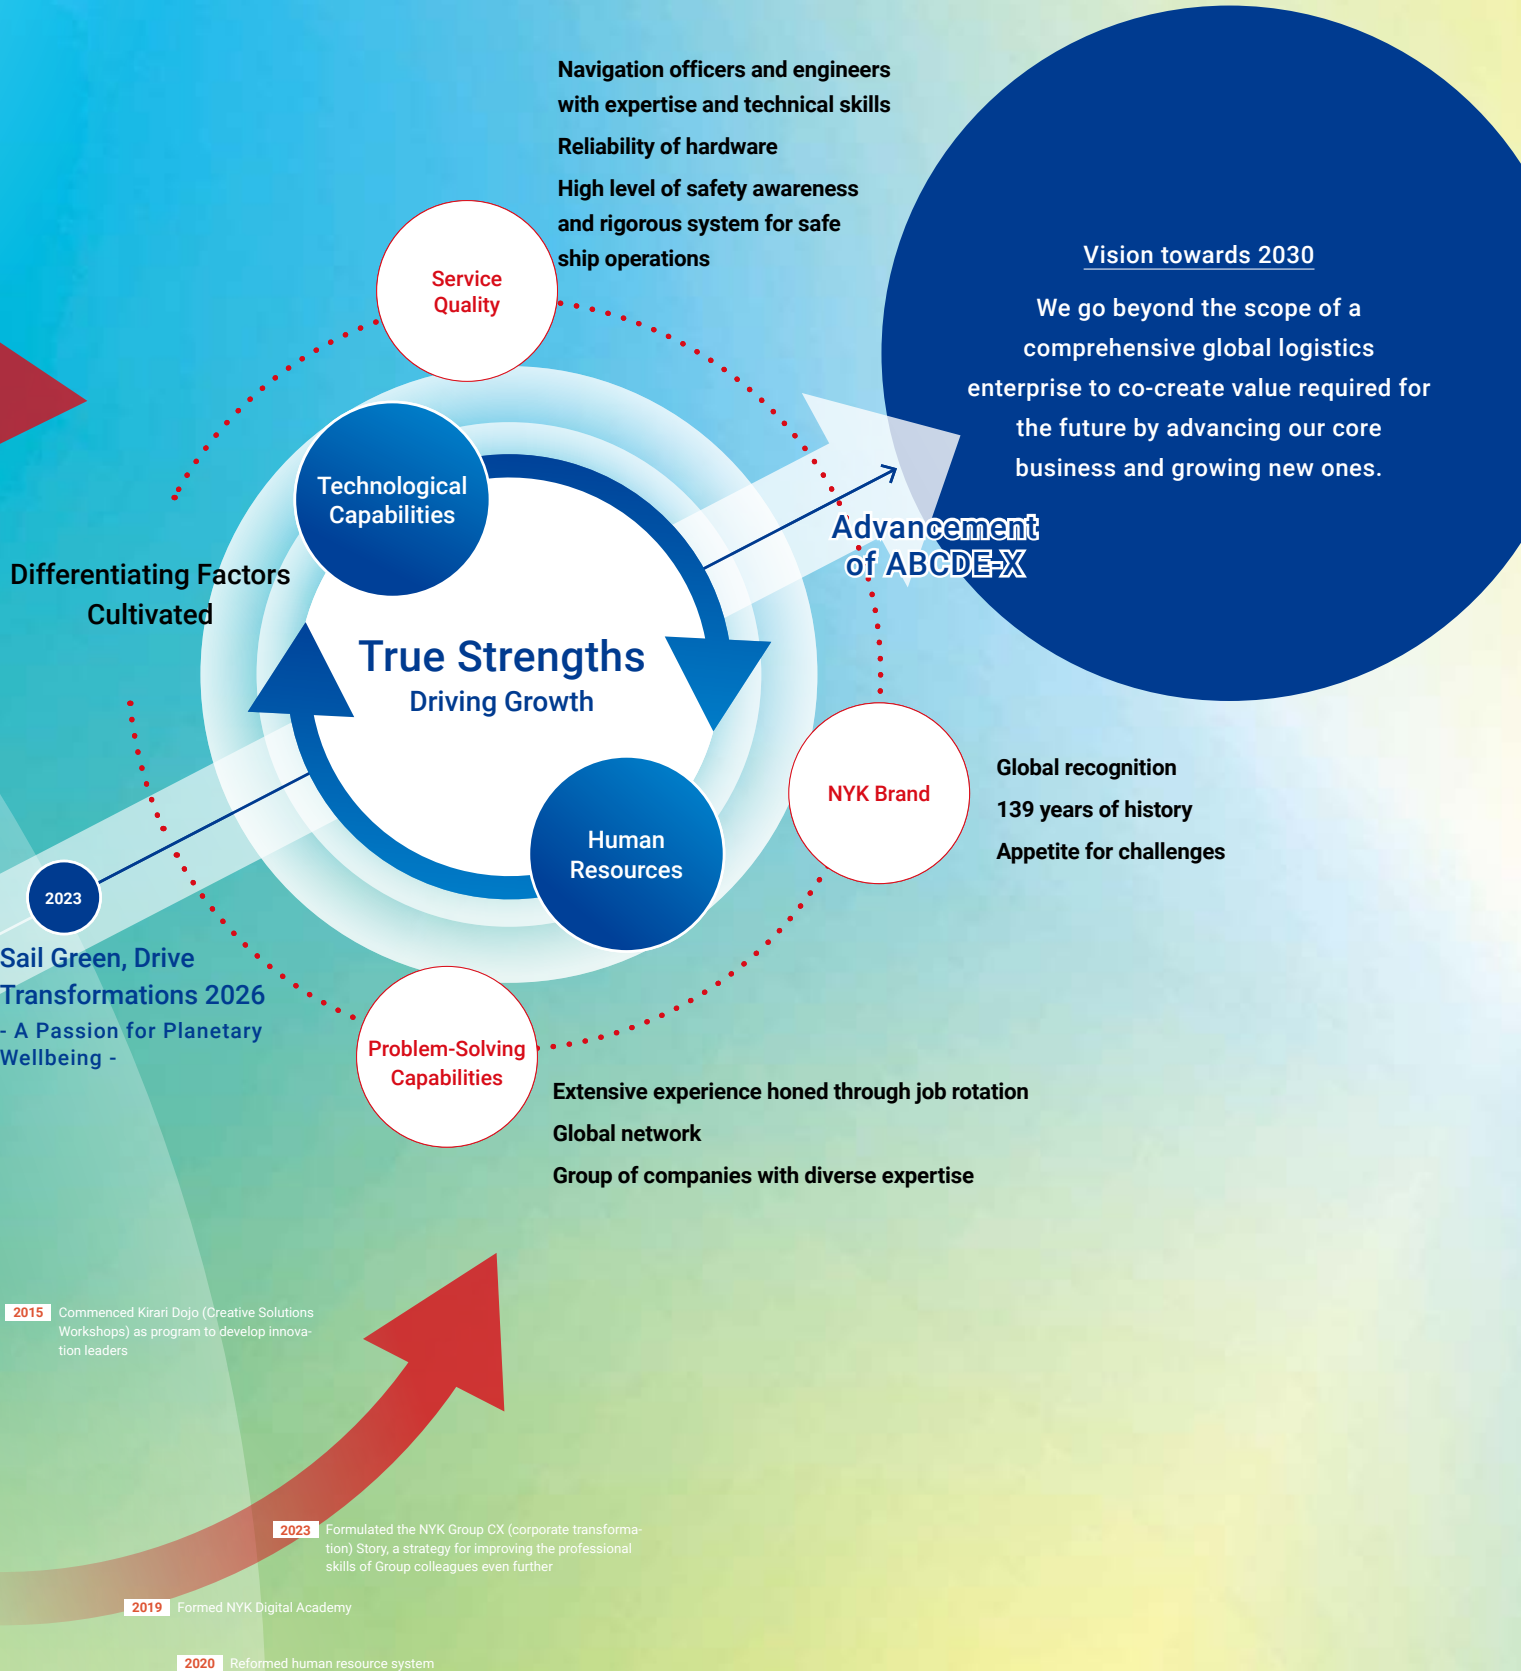 Navigation officers and engineers
with expertise and technical skills
Reliability of hardware
High level of safety awareness
and rigorous system for safe
ship operations
Service
Quality
Vision towards 2030
We go beyond the scope of a
comprehensive global logistics
enterprise to co-create value required for
the future by advancing our core
business and growing new ones.
Technological
Capabilities
Advancement
of ABCDE-X
Differentiating Factors
Cultivated
True Strengths
Driving Growth
NYK Brand
Global recognition
139 years of history
Appetite for challenges
Human
Resources
2023
Sail Green, Drive
Transformations 2026
- A Passion for Planetary
Wellbeing -
Problem-Solving
Capabilities
Extensive experience honed through job rotation
Global network
Group of companies with diverse expertise
2015 Commenced Kirari Dojo (Creative Solutions
Workshops) as program to develop innova-
tion leaders
2023 Formulated the NYK Group CX (corporate transforma-
tion) Story, a strategy for improving the professional
skills of Group colleagues even further
2019 Formed NYK Digital Academy
2020 Reformed human resource system